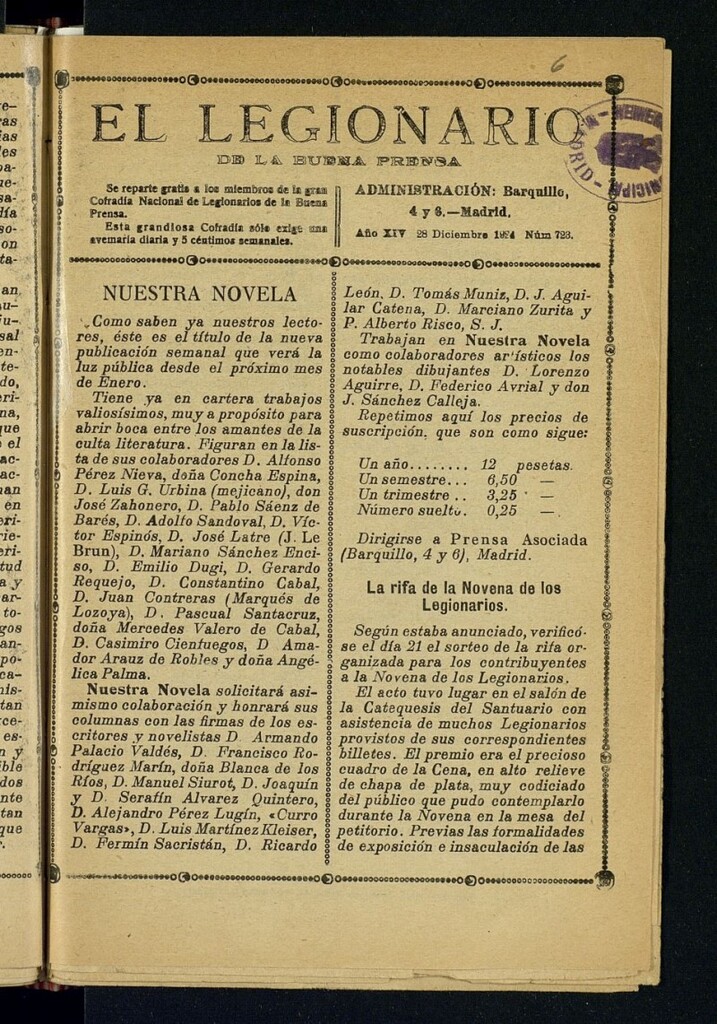 6
EL LEGIONARIO
DE LA BUENA PRENSA
Se reparte gratis a los miembros de la gran
Cofradía Nacional de Legionarios de la Buena
Prensa.
Esta grandiosa Cofradía sólo exige una
avemaría diaria y 5 céntimos semanales.
ADMINISTRACIÓN: Barquillo,
4 y 6.—Madrid.
Año XIV 28 Diciembre 1924 Núm 723.
NUESTRA NOVELA
Como saben ya nuestros lecto-
res, éste es el título de la nueva
publicación semanal que verá la
luz pública desde el próximo mes
de Enero.
Tiene ya en cartera trabajos
valiosísimos, muy a propósito para
abrir boca entre los amantes de la
culta literatura. Figuran en la lis-
ta de sus colaboradores D. Alfonso
Pérez Nieva, doña Concha Espina,
D. Luis G. Urbina (mejicano), don
José Zahonero, D. Pablo Sáenz de
Barés, D. Adolfo Sandoval, D. Víc-
tor Espinós, D. José Latre (J. Le
Brun), D. Mariano Sánchez Enci-
so, D. Emilio Dugi, D. Gerardo
Requejo, D. Constantino Cabal,
D. Juan Contreras (Marqués de
Lozoya), D. Pascual Santacruz,
doña Mercedes Valero de Cabal,
D. Casimiro Cienfuegos, D Ama-
dor Arauz de Robles y doña Angé-
lica Palma.
Nuestra Novela solicitará asi-
mismo colaboración y honrará sus
columnas con las firmas de los es-
critores y novelistas D Armando
Palacio Valdés, D. Francisco Ro-
dríguez Marín, doña Blanca de los
Ríos, D. Manuel Siurot, D. Joaquín
y D. Serafín Alvarez Quintero,
D. Alejandro Pérez Lugín, «Curro
Vargas», D. Luis Martínez Kleiser,
D. Fermín Sacristán, D. Ricardo
León, D. Tomás Muniz, D. J. Agui-
lar Catena, D. Marciano Zurita y
P. Alberto Risco, S. J.
Trabajan en Nuestra Novela
como colaboradores artísticos los
notables dibujantes D. Lorenzo
Aguirre, D. Federico Avrial y don
J. Sánchez Calleja.
Repetimos aquí los precios de
suscripción, que son como sigue:
Un año........ 12 pesetas.
Un semestre... 6,50 —
Un trimestre .. 3,25 —
Número suelto. 0,25 —
Dirigirse a Prensa Asociada
(Barquillo, 4 y 6), Madrid.
La rifa de la Novena de los
Legionarios.
Según estaba anunciado, verificó-
se el día 21 el sorteo de la rifa or-
ganizada para los contribuyentes
a la Novena de los Legionarios.
El acto tuvo lugar en el salón de
la Catequesis del Santuario con
asistencia de muchos Legionarios
provistos de sus correspondientes
billetes. El premio era el precioso
cuadro de la Cena, en alto relieve
de chapa de plata, muy codiciado
del público que pudo contemplarlo
durante la Novena en la mesa del
petitorio. Previas las formalidades
de exposición e insaculación de las